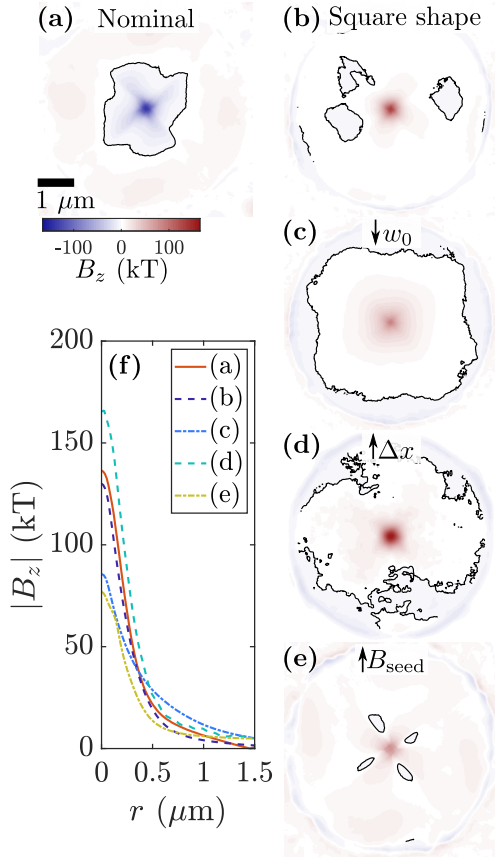 (a) Nominal
(b) Square shape
1 μm
-100 0 100
B_z (kT)
(c) ↓w_0
(d) ↑Δx
(e) ↑B_seed
(f)
(a)
(b)
(c)
(d)
(e)
200
150
100
50
0
|B_z| (kT)
0 0.5 1 1.5
r (μm)